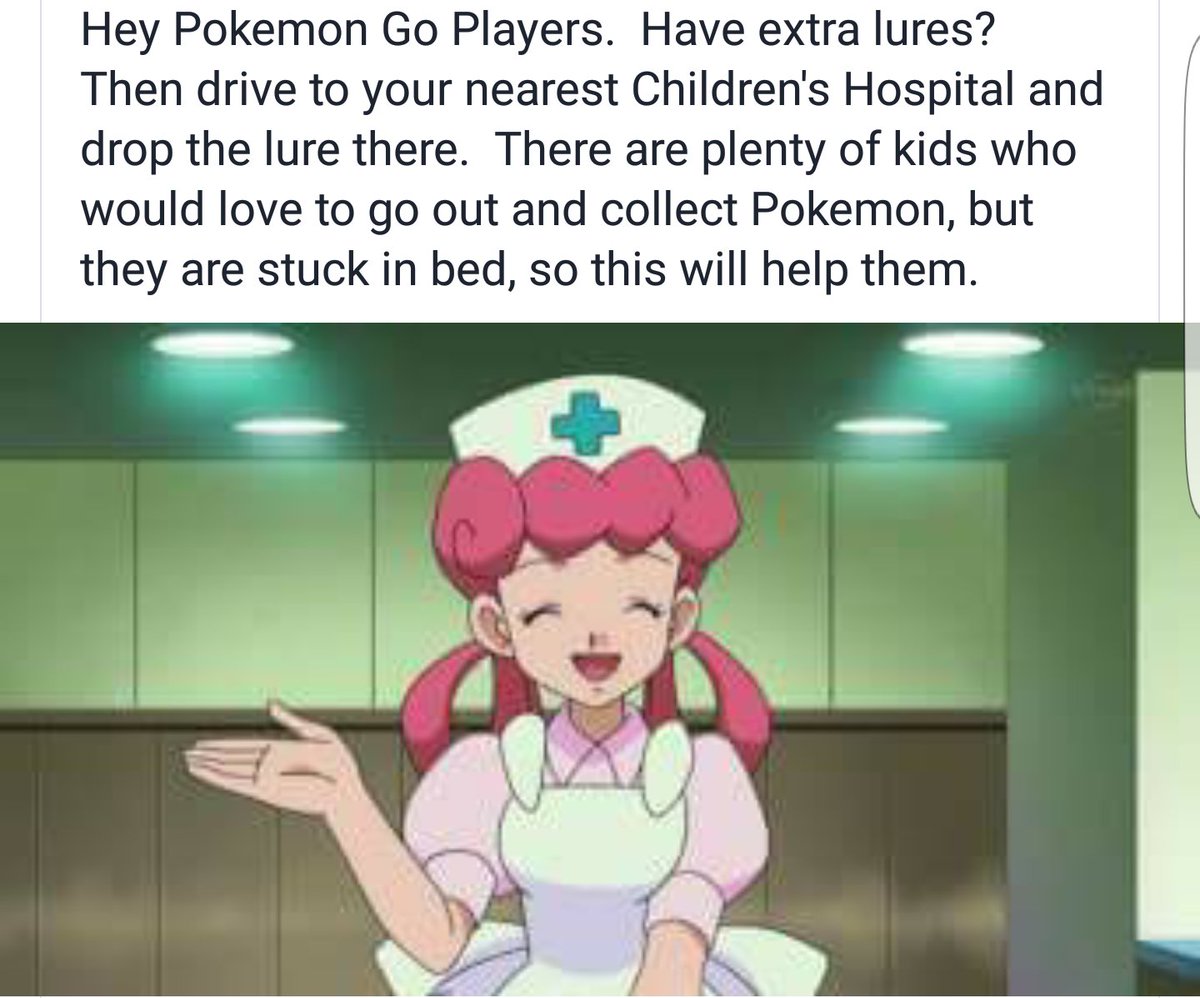 Hey Pokemon Go Players.  Have extra lures?
Then drive to your nearest Children's Hospital and
drop the lure there.  There are plenty of kids who
would love to go out and collect Pokemon, but
they are stuck in bed, so this will help them.